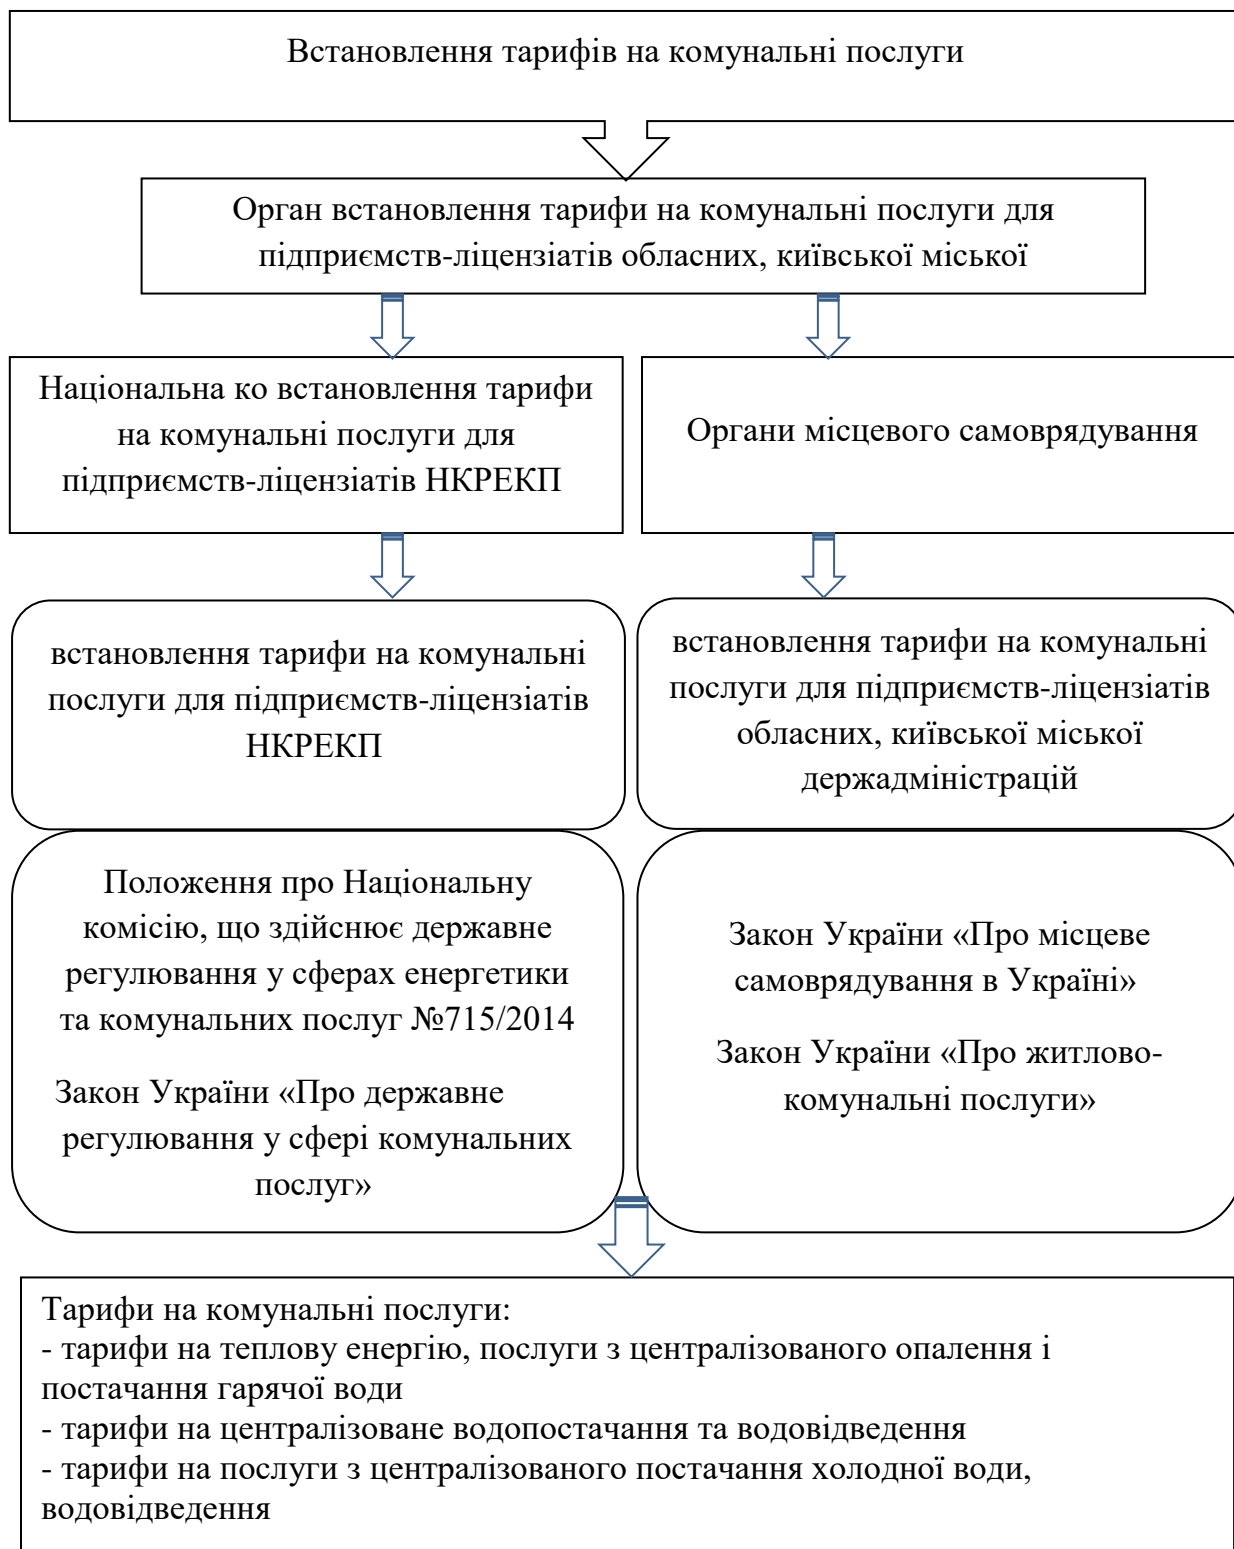 Встановлення тарифів на комунальні послуги
Орган встановлення тарифи на комунальні послуги для
підприємств-ліцензіатів обласних, київської міської
Національна ко встановлення тарифи
на комунальні послуги для
підприємств-ліцензіатів НКРЕКП
Органи місцевого самоврядування
встановлення тарифи на комунальні
послуги для підприємств-ліцензіатів
НКРЕКП
встановлення тарифи на комунальні
послуги для підприємств-ліцензіатів
обласних, київської міської
держадміністрацій
Положення про Національну
комісію, що здійснює державне
регулювання у сферах енергетики
та комунальних послуг №715/2014
Закон України «Про державне
регулювання у сфері комунальних
послуг»
Закон України «Про місцеве
самоврядування в Україні»
Закон України «Про житлово-
комунальні послуги»
Тарифи на комунальні послуги:
- тарифи на теплову енергію, послуги з централізованого опалення і
постачання гарячої води
- тарифи на централізоване водопостачання та водовідведення
- тарифи на послуги з централізованого постачання холодної води,
водовідведення